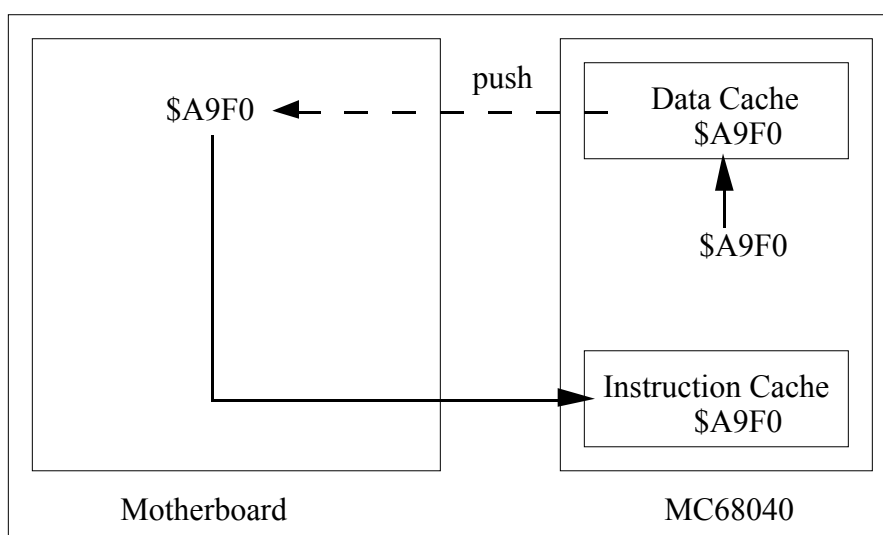 push
$A9F0
Data Cache
$A9F0
$A9F0
Instruction Cache
$A9F0
Motherboard
MC68040